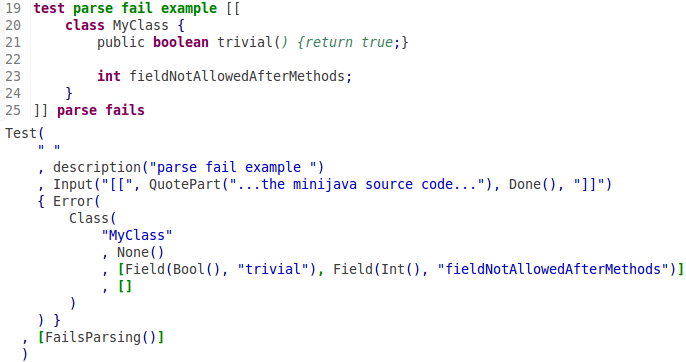 19 test parse fail example [[
20     class MyClass {
21         public boolean trivial() {return true;}
22
23         int fieldNotAllowedAfterMethods;
24     }
25 ]] parse fails
Test(
    " "
    , description("parse fail example ")
    , Input("[[", QuotePart("...the minijava source code..."), Done(), "]]")
    { Error(
        Class(
            "MyClass"
            , None()
            , [Field(Bool(), "trivial"), Field(Int(), "fieldNotAllowedAfterMethods")]
            , []
        )
    ) }
  , [FailsParsing()]
  )